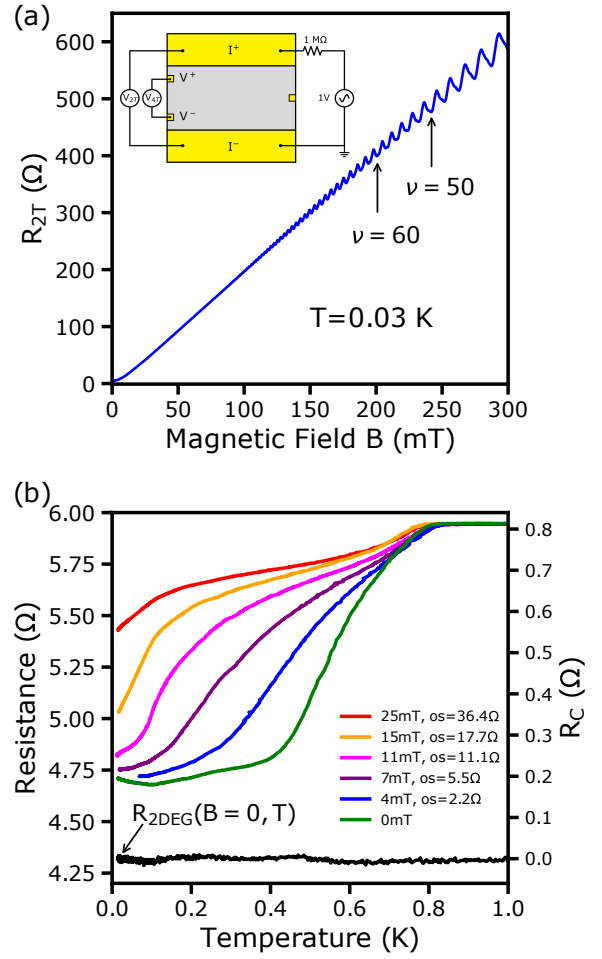 (a)
600
500
400
300
200
100
0
R2T (Ω)
I+
1 MΩ
V+
V2T
V4T
1V
V−
I−
ν = 50
ν = 60
T=0.03 K
0 50 100 150 200 250 300
Magnetic Field B (mT)
(b)
6.00
5.75
5.50
5.25
5.00
4.75
4.50
4.25
Resistance (Ω)
0.8
0.7
0.6
0.5
0.4
0.3
0.2
0.1
0.0
RC (Ω)
25mT, os=36.4Ω
15mT, os=17.7Ω
11mT, os=11.1Ω
7mT, os=5.5Ω
4mT, os=2.2Ω
0mT
R2DEG(B = 0, T)
0.0 0.2 0.4 0.6 0.8 1.0
Temperature (K)